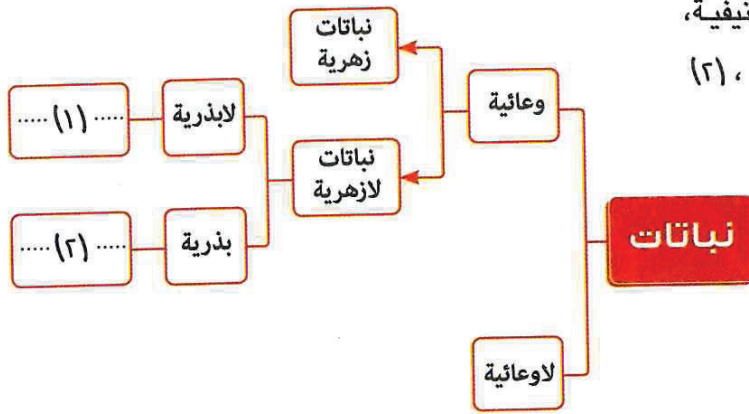 نيفية،
، (٢)
نباتات
وعائية
لاوعائية
نباتات
زهرية
نباتات
لازهرية
لابذرية
بذرية
..... (١) .....
..... (٢) .....